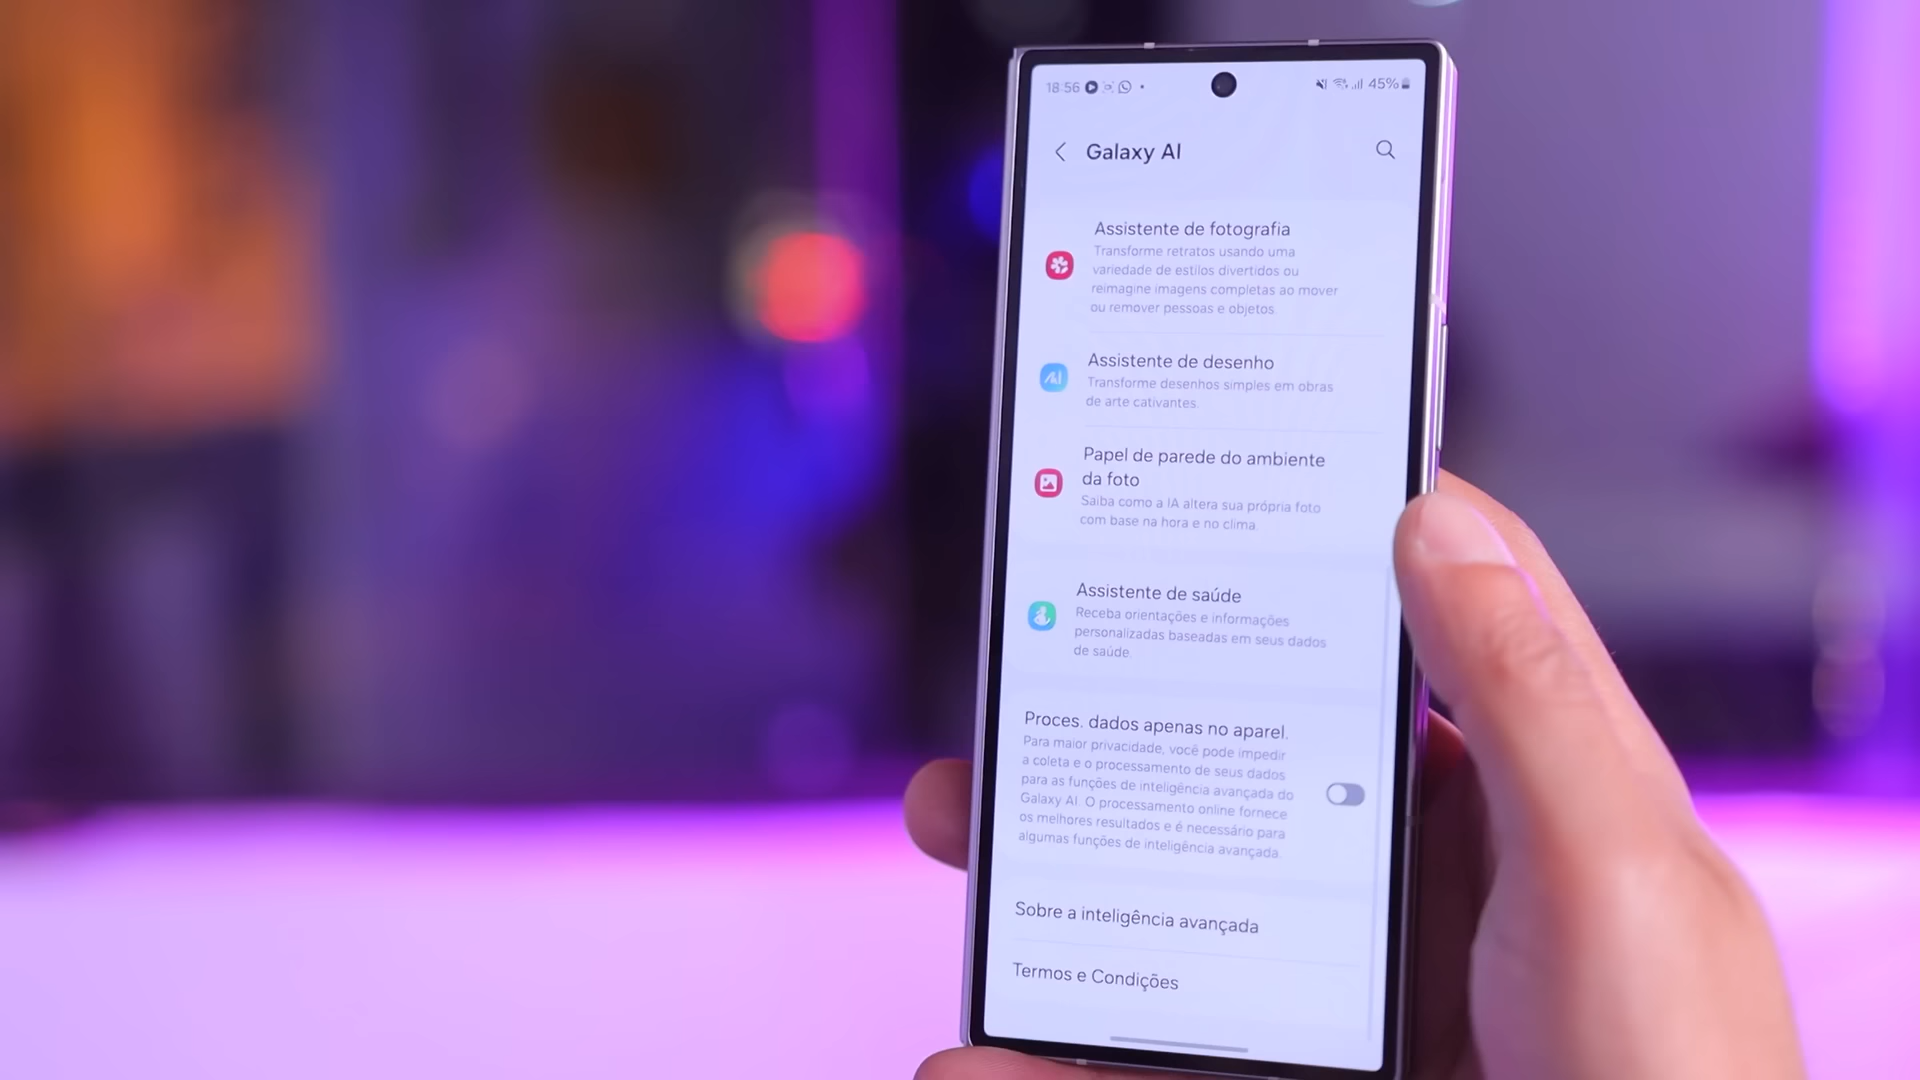 18:56
45%
Galaxy AI
Assistente de fotografia
Transforme retratos usando uma
variedade de estilos divertidos ou
reimagine imagens completas ao mover
ou remover pessoas e objetos.
Assistente de desenho
Transforme desenhos simples em obras
de arte cativantes.
Papel de parede do ambiente
da foto
Saiba como a IA altera sua própria foto
com base na hora e no clima.
Assistente de saúde
Receba orientações e informações
personalizadas baseadas em seus dados
de saúde.
Proces. dados apenas no aparel.
Para maior privacidade, você pode impedir
a coleta e o processamento de seus dados
para as funções de inteligência avançada do
Galaxy AI. O processamento online fornece
os melhores resultados e é necessário para
algumas funções de inteligência avançada.
Sobre a inteligência avançada
Termos e Condições